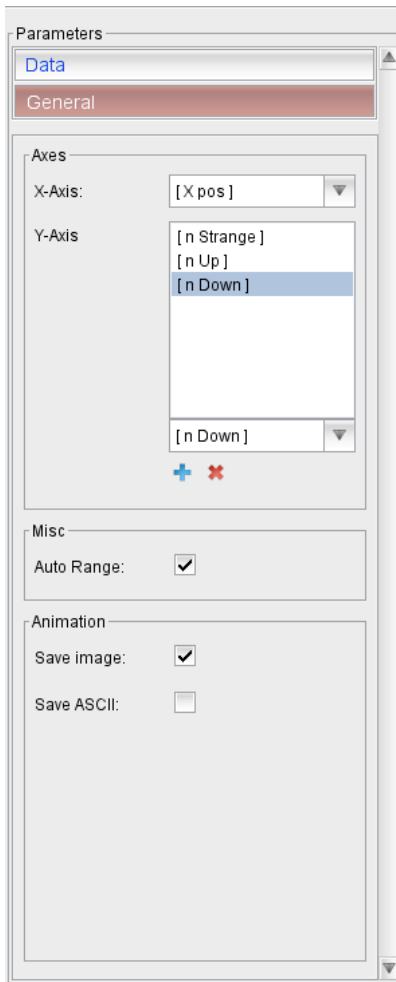 Parameters
Data
General
Axes
X-Axis: [ X pos ]
Y-Axis [ n Strange ]
[ n Up ]
[ n Down ]
[ n Down ]
Misc
Auto Range:
Animation
Save image:
Save ASCII: